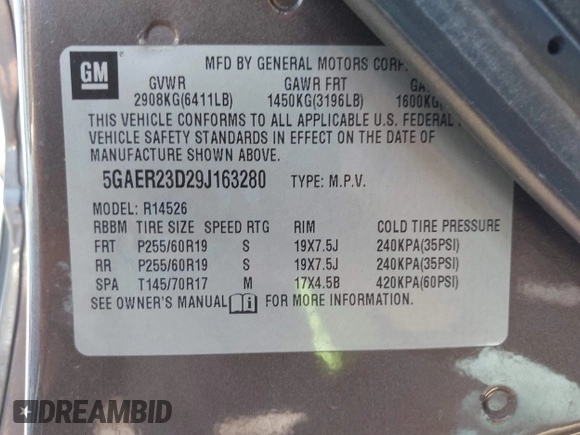 GM
MFD BY GENERAL MOTORS CORP
GVWR GAWR FRT
2908KG(6411LB) 1450KG(3196LB) 1600KG(
THIS VEHICLE CONFORMS TO ALL APPLICABLE U.S. FEDERAL
VEHICLE SAFETY STANDARDS IN EFFECT ON THE DATE OF
MANUFACTURE SHOWN ABOVE.
5GAER23D29J163280 TYPE: M.P.V.
MODEL: R14526
RBBM TIRE SIZE SPEED RTG RIM COLD TIRE PRESSURE
FRT P255/60R19 S 19X7.5J 240KPA(35PSI)
RR P255/60R19 S 19X7.5J 240KPA(35PSI)
SPA T145/70R17 M 17X4.5B 420KPA(60PSI)
SEE OWNER'S MANUAL FOR MORE INFORMATION.
DREAMBID